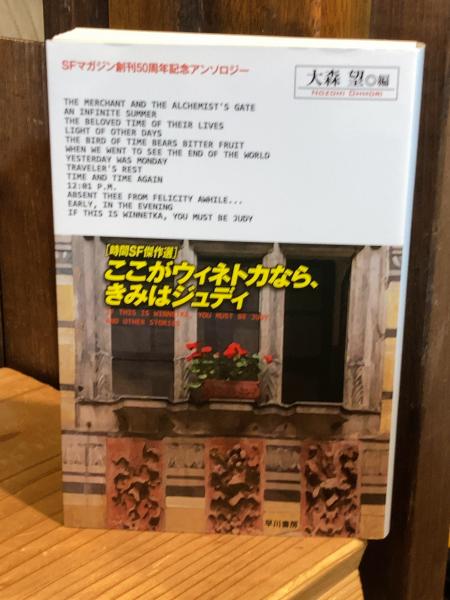 SFマガジン創刊50周年記念アンソロジー
大森 望◎編
NOZOMI OHMORI
THE MERCHANT AND THE ALCHEMIST'S GATE
AN INFINITE SUMMER
THE BELOVED TIME OF THEIR LIVES
LIGHT OF OTHER DAYS
THE BIRD OF TIME BEARS BITTER FRUIT
WHEN WE WENT TO SEE THE END OF THE WORLD
YESTERDAY WAS MONDAY
TRAVELER'S REST
TIME AND TIME AGAIN
12:01 P.M.
ABSENT THEE FROM FELICITY AWHILE...
EARLY, IN THE EVENING
IF THIS IS WINNETKA, YOU MUST BE JUDY
[時間SF傑作選]
ここがウィネトカなら、
きみはジュディ
IF THIS IS WINNETKA, YOU MUST BE JUDY
AND OTHER STORIES
早川書房